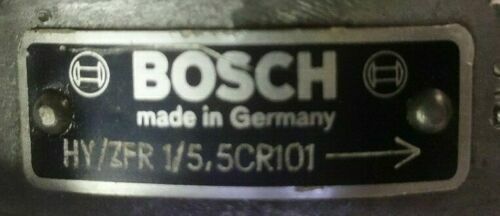 BOSCH
made in Germany
HY/ZFR 1/5,5CR101 →